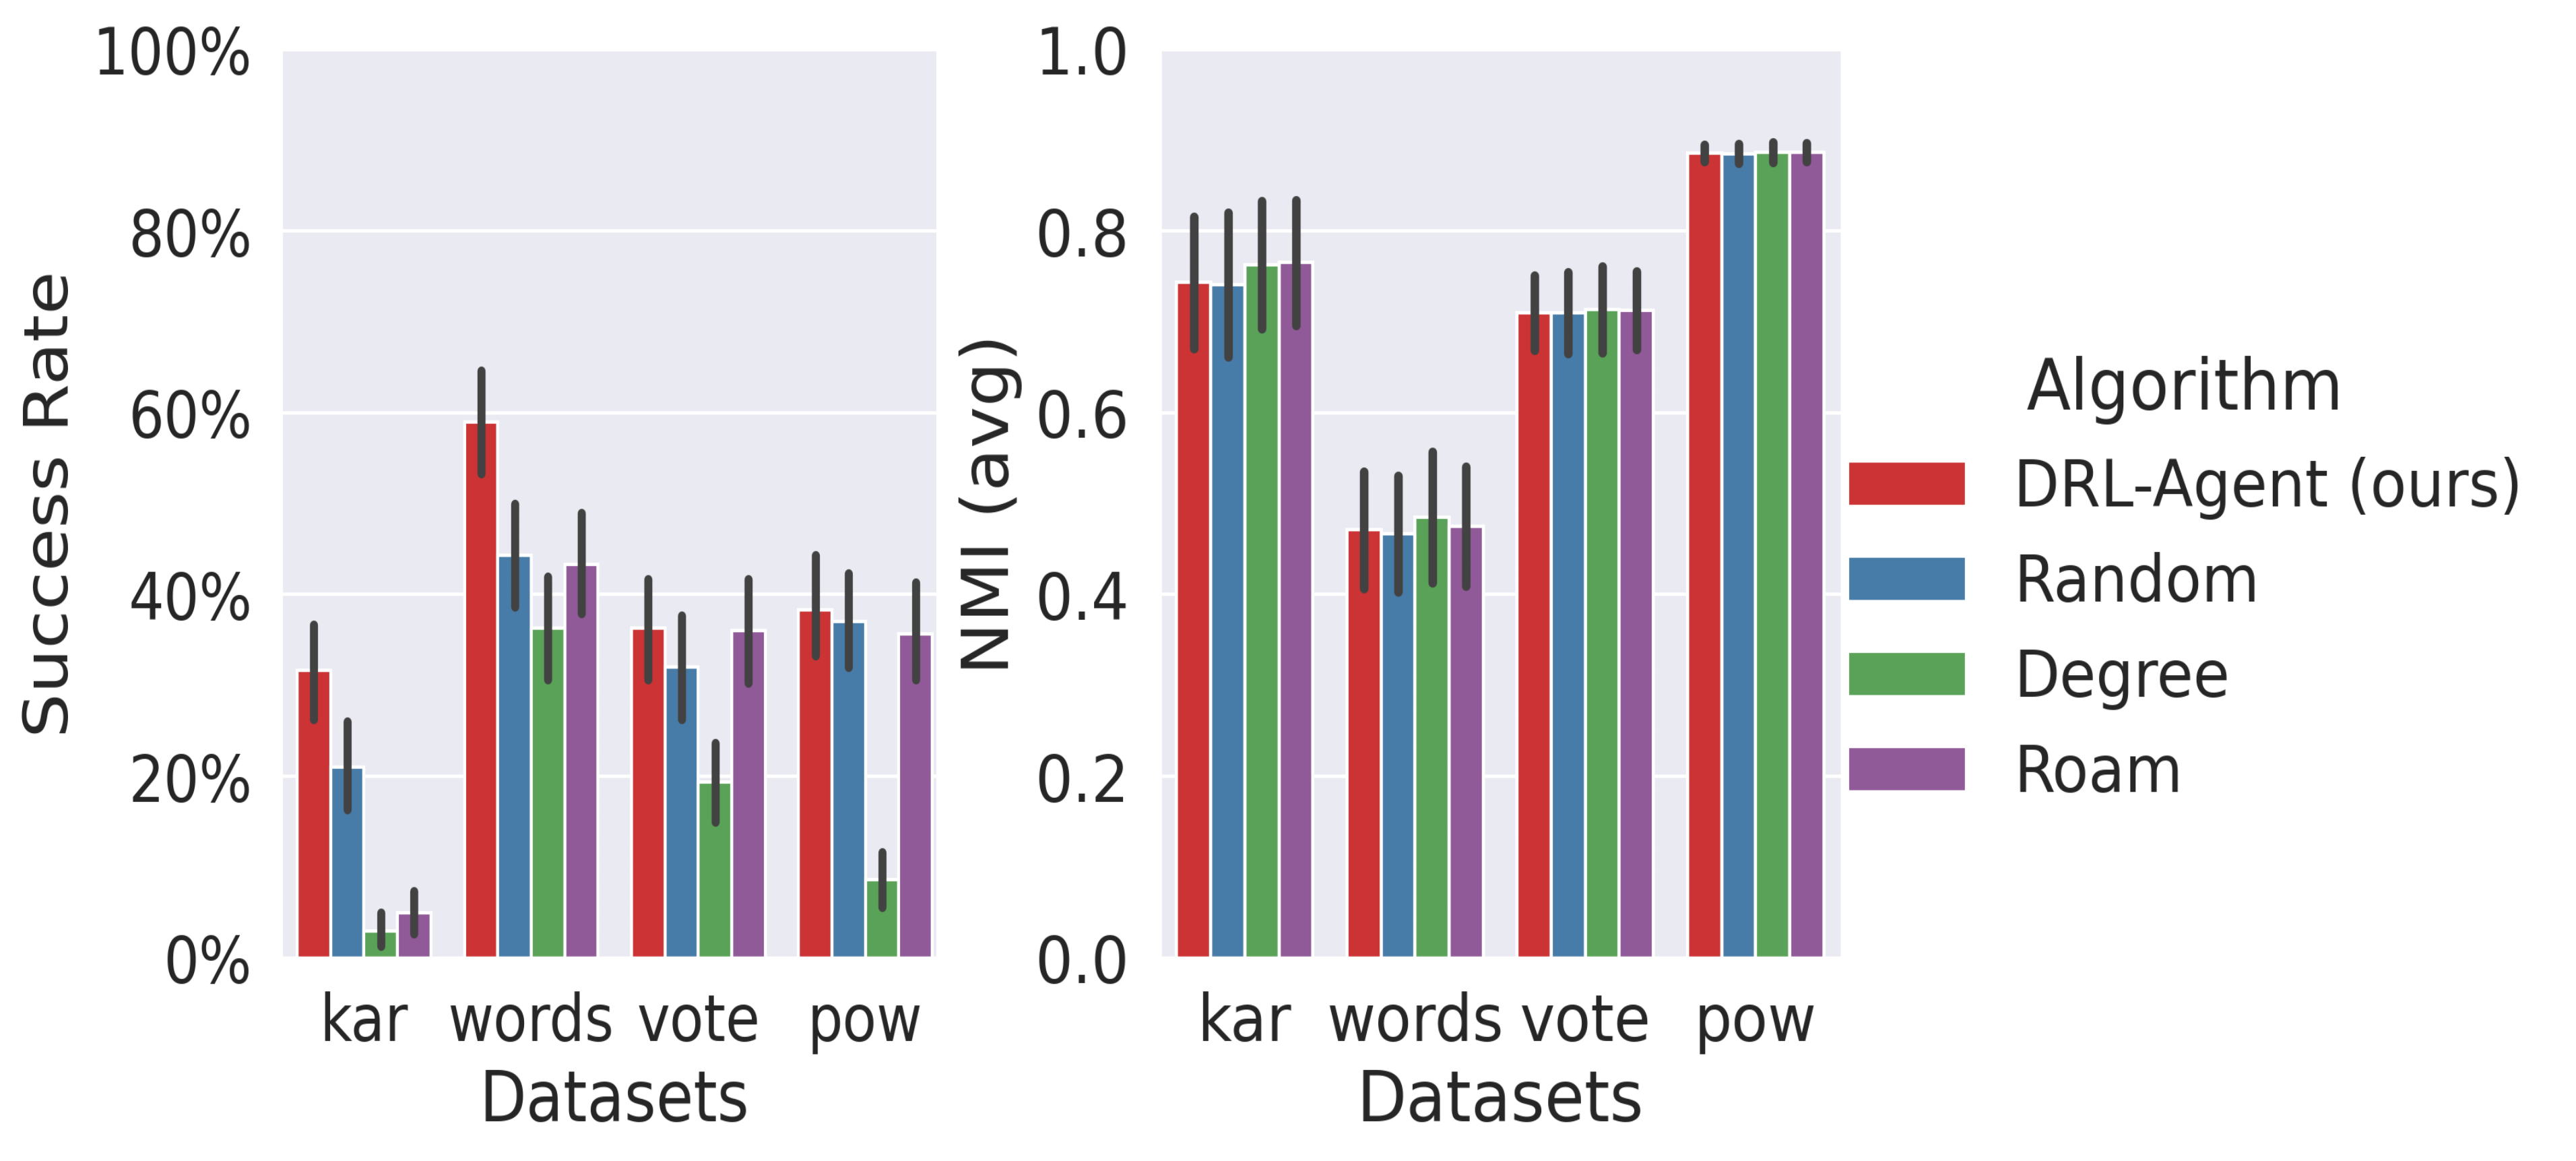 Success Rate
100%
80%
60%
40%
20%
0%
kar words vote pow
Datasets
NMI (avg)
1.0
0.8
0.6
0.4
0.2
0.0
kar words vote pow
Datasets
Algorithm
DRL-Agent (ours)
Random
Degree
Roam